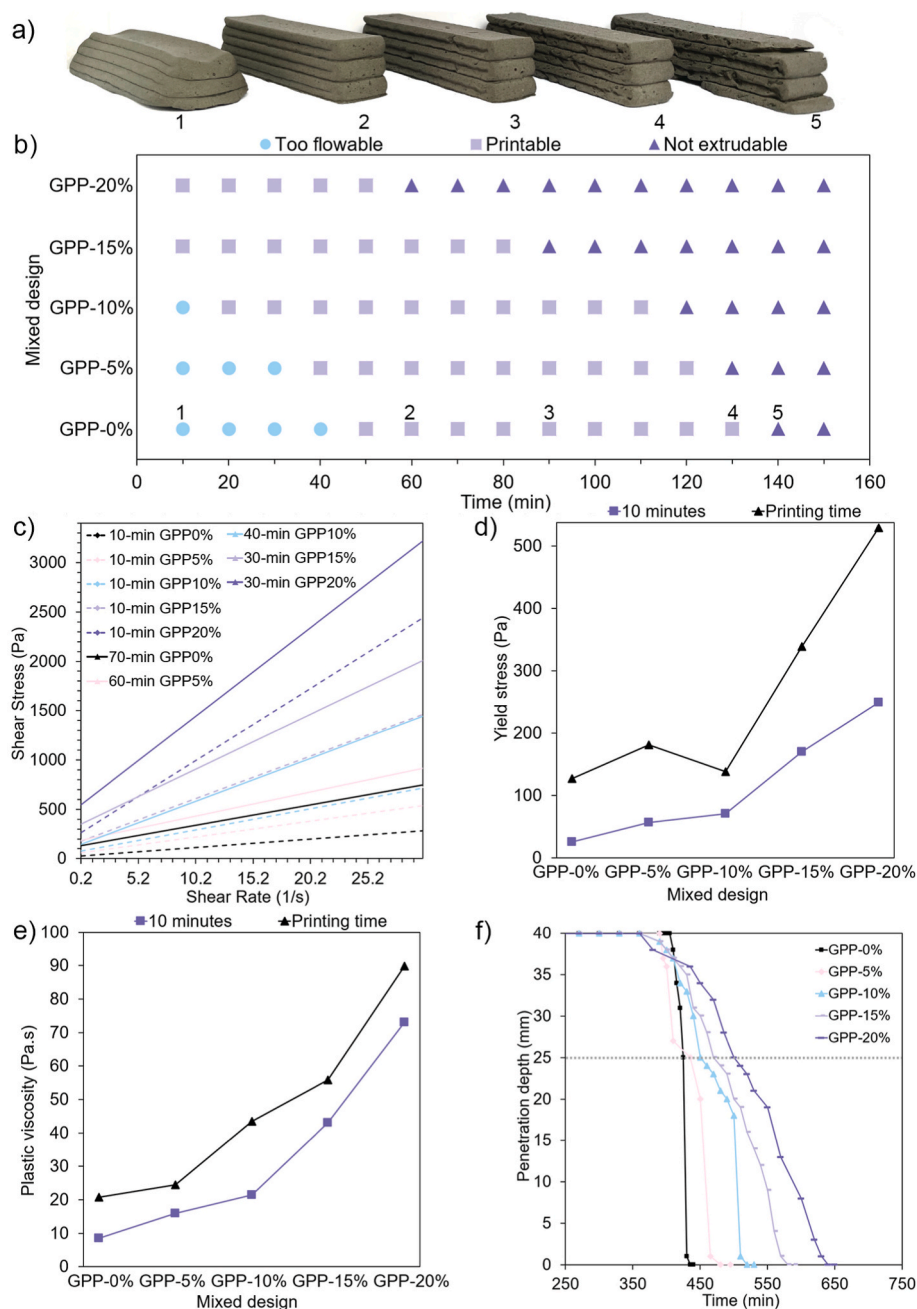 a)
1 2 3 4 5
b)
Too flowable Printable Not extrudable
Mixed design
GPP-20%
GPP-15%
GPP-10%
GPP-5%
1 2 3 4 5
GPP-0%
0 20 40 60 80 100 120 140 160
Time (min)
c)
10-min GPP0% 40-min GPP10%
10-min GPP5% 30-min GPP15%
10-min GPP10% 30-min GPP20%
10-min GPP15%
10-min GPP20%
70-min GPP0%
60-min GPP5%
Shear Stress (Pa)
3300
3000
2700
2400
2100
1800
1500
1200
900
600
300
0
0.2 5.2 10.2 15.2 20.2 25.2
Shear Rate (1/s)
d)
10 minutes Printing time
Yield stress (Pa)
500
400
300
200
100
0
GPP-0% GPP-5% GPP-10% GPP-15% GPP-20%
Mixed design
e)
10 minutes Printing time
Plastic viscosity (Pa.s)
100
90
80
70
60
50
40
30
20
10
0
GPP-0% GPP-5% GPP-10% GPP-15% GPP-20%
Mixed design
f)
GPP-0%
GPP-5%
GPP-10%
GPP-15%
GPP-20%
Penetration depth (mm)
40
35
30
25
20
15
10
5
0
250 350 450 550 650 750
Time (min)